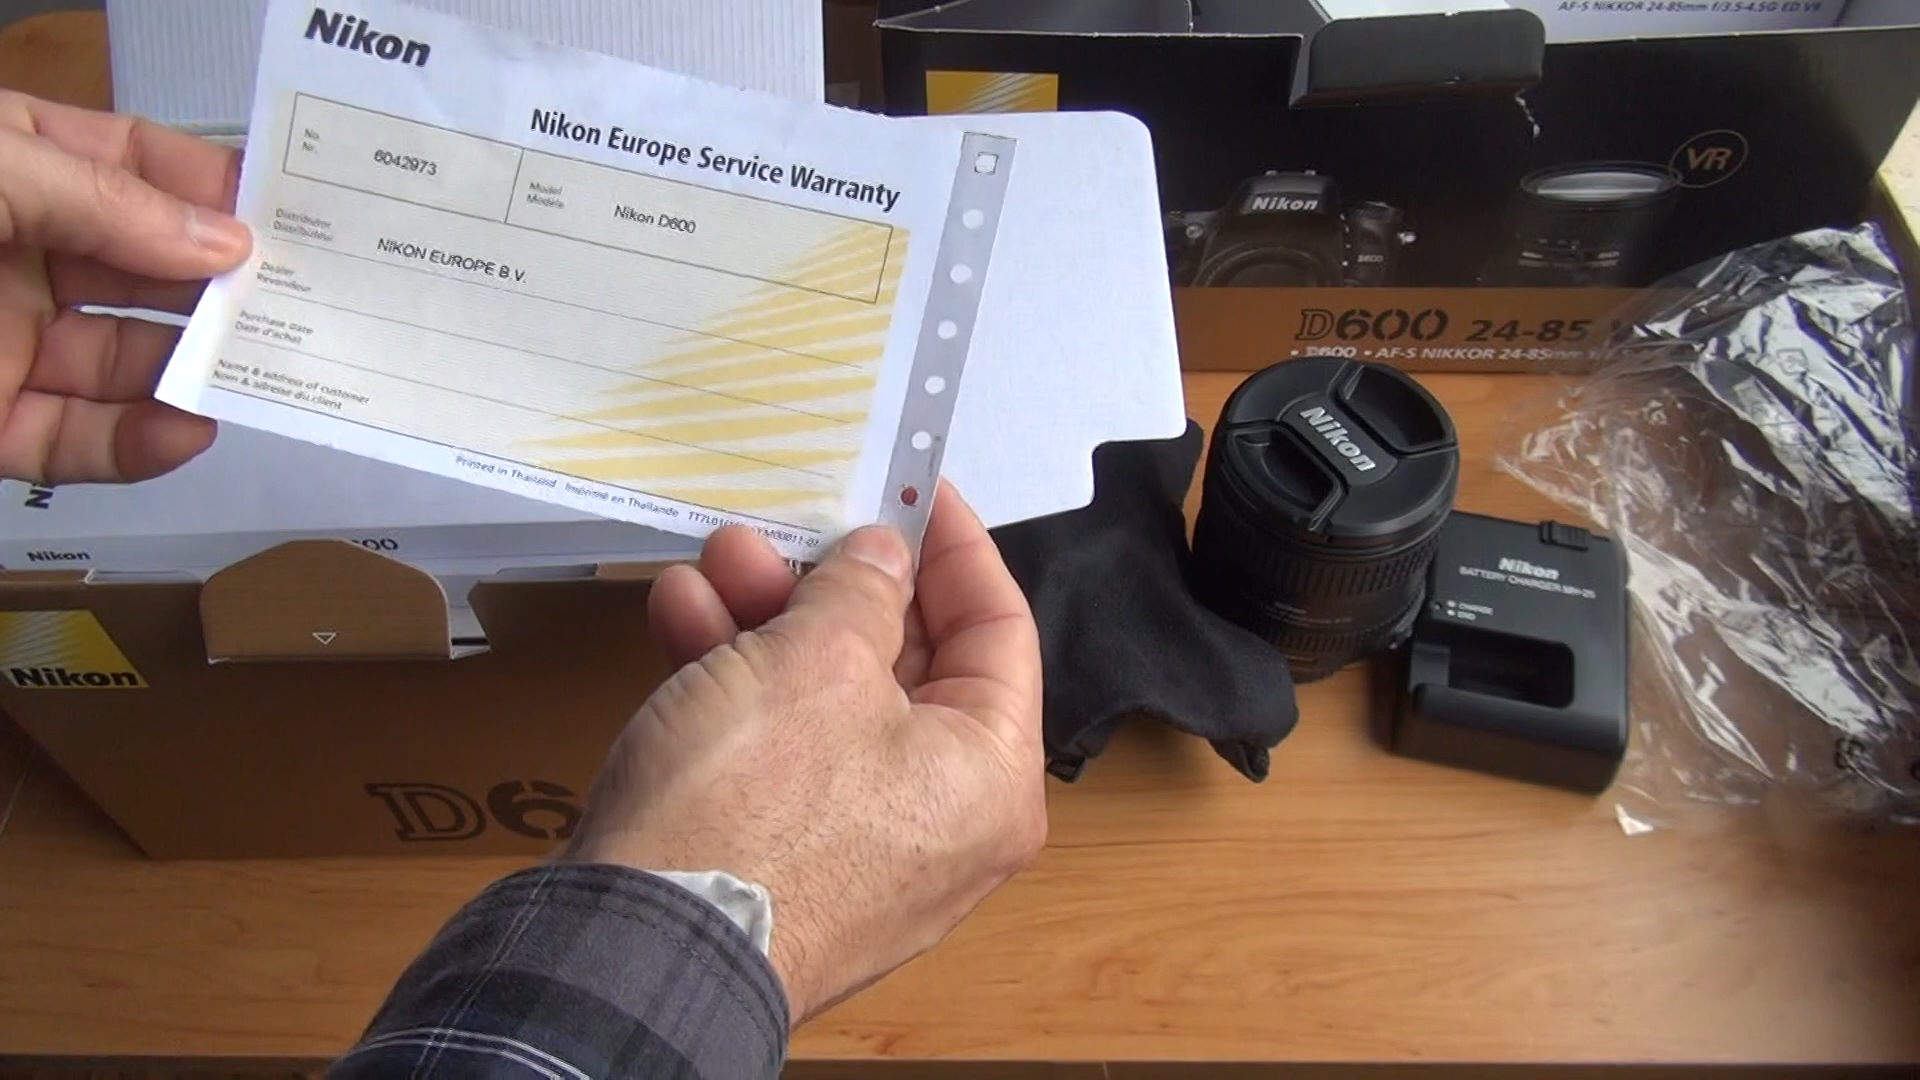 Nikon
Nikon Europe Service Warranty
No.
Nr.
6042973
Model
Modèle
Nikon D600
Distributor
Distributeur
NIKON EUROPE B.V.
Dealer
Revendeur
Purchase date
Date d'achat
Name & address of customer
Nom & adresse du client
Printed in Thailand Imprimé en Thaïlande
AF-S NIKKOR 24-85mm f/3.5-4.5G ED VR
VR
Nikon
D600
D600 24-85
• D600 • AF-S NIKKOR 24-85mm
Nikon
Nikon
BATTERY CHARGER MH-25
CHARGE
END
Nikon
Nikon
D6